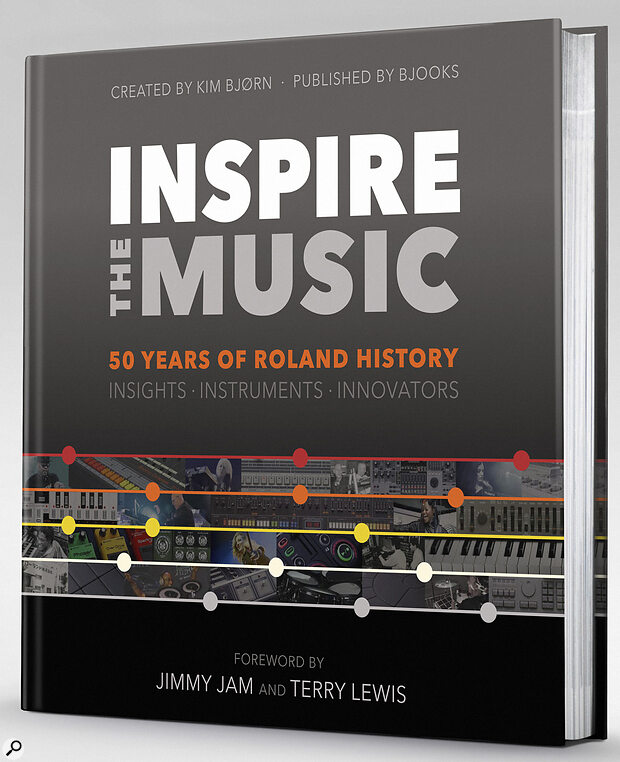 CREATED BY KIM BJØRN · PUBLISHED BY BJOOKS
INSPIRE
THE MUSIC
50 YEARS OF ROLAND HISTORY
INSIGHTS · INSTRUMENTS · INNOVATORS
FOREWORD BY
JIMMY JAM AND TERRY LEWIS